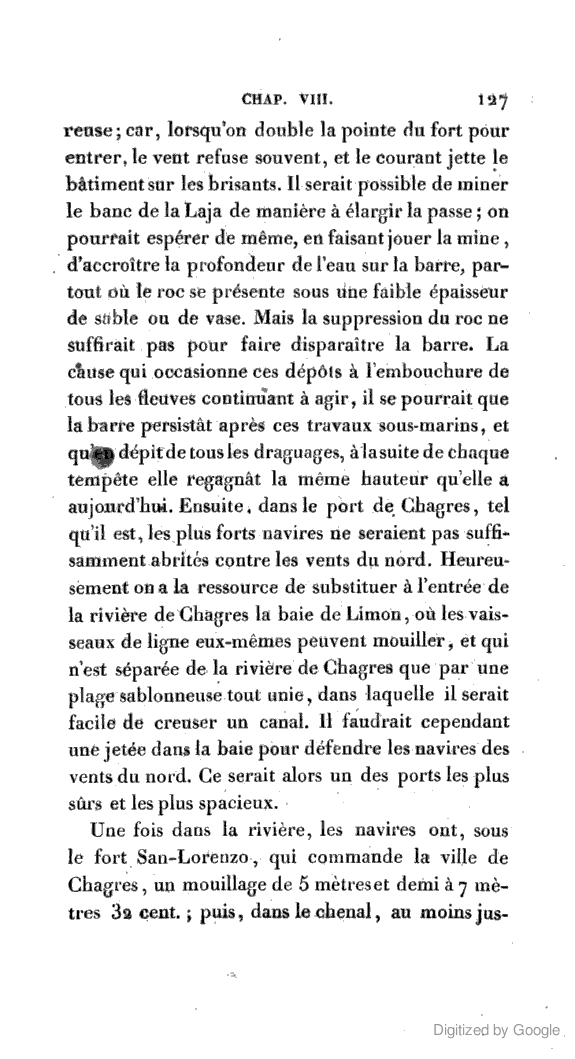 CHAP. VIII. 127
reuse; car, lorsqu'on double la pointe du fort pour
entrer, le vent refuse souvent, et le courant jette le
bâtiment sur les brisants. Il serait possible de miner
le banc de la Laja de manière à élargir la passe; on
pourrait espérer de même, en faisant jouer la mine,
d'accroître la profondeur de l'eau sur la barre, par-
tout où le roc se présente sous une faible épaisseur
de sable ou de vase. Mais la suppression du roc ne
suffirait pas pour faire disparaître la barre. La
cause qui occasionne ces dépôts à l'embouchure de
tous les fleuves continuant à agir, il se pourrait que
la barre persistât après ces travaux sous-marins, et
qu'en dépit de tous les draguages, à la suite de chaque
tempête elle regagnât la même hauteur qu'elle a
aujourd'hui. Ensuite, dans le port de Chagres, tel
qu'il est, les plus forts navires ne seraient pas suffi-
samment abrités contre les vents du nord. Heureu-
sement on a la ressource de substituer à l'entrée de
la rivière de Chagres la baie de Limon, où les vais-
seaux de ligne eux-mêmes peuvent mouiller, et qui
n'est séparée de la rivière de Chagres que par une
plage sablonneuse tout unie, dans laquelle il serait
facile de creuser un canal. Il faudrait cependant
une jetée dans la baie pour défendre les navires des
vents du nord. Ce serait alors un des ports les plus
sûrs et les plus spacieux.
Une fois dans la rivière, les navires ont, sous
le fort San-Lorenzo, qui commande la ville de
Chagres, un mouillage de 5 mètres et demi à 7 mè-
tres 32 cent.; puis, dans le chenal, au moins jus-
Digitized by Google